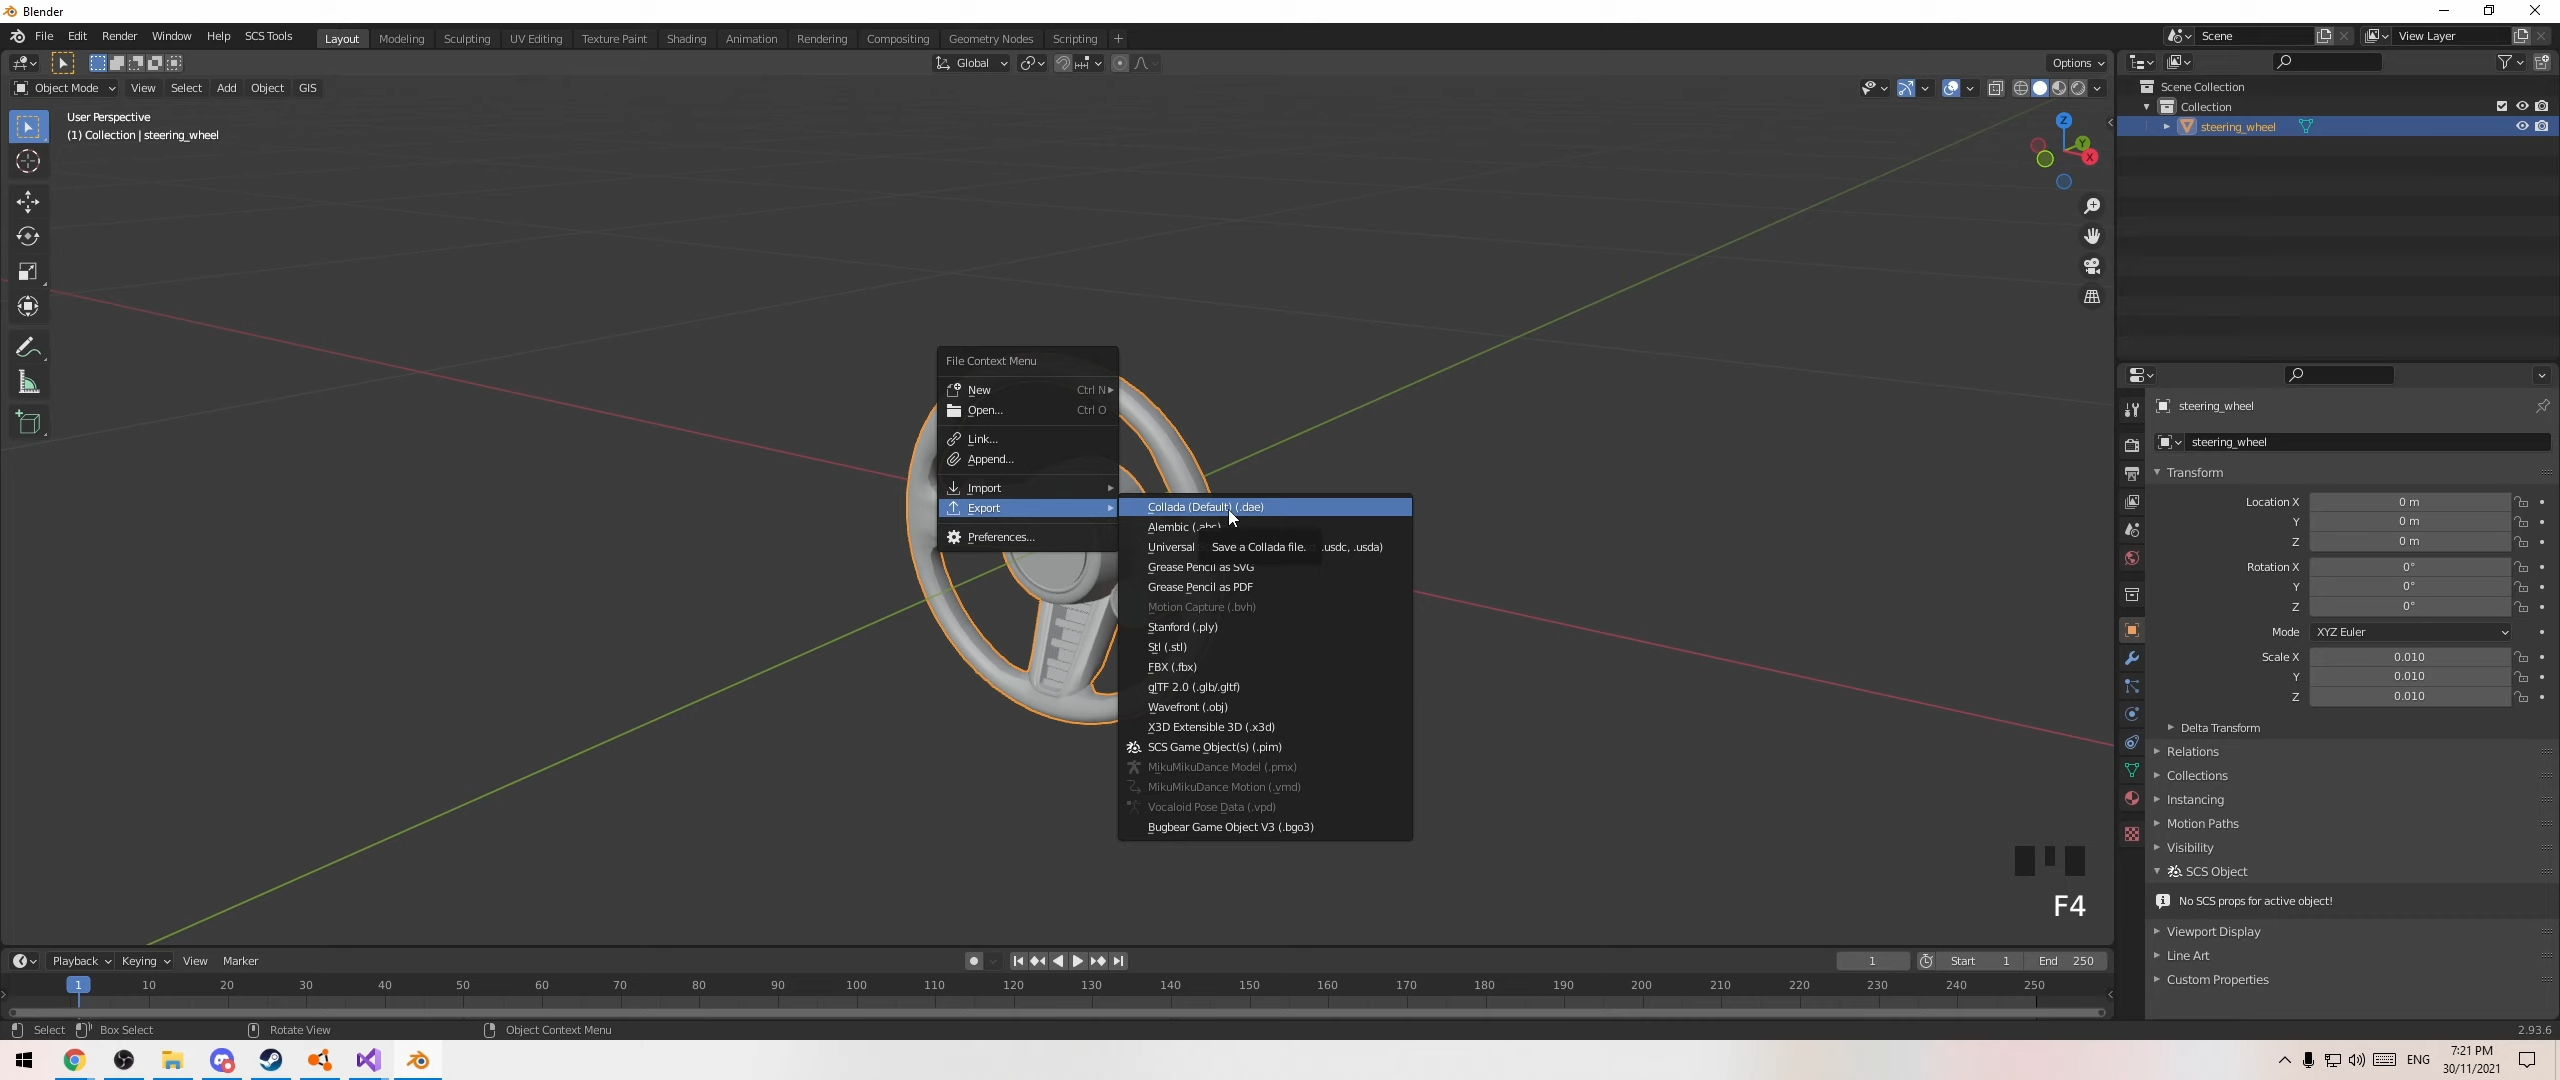 Blender
File Edit Render Window Help SCS Tools
Layout Modeling Sculpting UV Editing Texture Paint Shading Animation Rendering Compositing Geometry Nodes Scripting +
Scene
View Layer
Global
Options
Object Mode View Select Add Object GIS
User Perspective
(1) Collection | steering_wheel
Z
Y
X
Scene Collection
Collection
steering_wheel
File Context Menu
New Ctrl N
Open... Ctrl O
Link...
Append...
Import
Export
Preferences...
Collada (Default) (.dae)
Alembic (.abc)
Universal
Save a Collada file.
.usdc, .usda)
Grease Pencil as SVG
Grease Pencil as PDF
Motion Capture (.bvh)
Stanford (.ply)
Stl (.stl)
FBX (.fbx)
glTF 2.0 (.glb/.gltf)
Wavefront (.obj)
X3D Extensible 3D (.x3d)
SCS Game Object(s) (.pim)
MikuMikuDance Model (.pmx)
MikuMikuDance Motion (.vmd)
Vocaloid Pose Data (.vpd)
Bugbear Game Object V3 (.bgo3)
F4
steering_wheel
steering_wheel
Transform
Location X 0 m
Y 0 m
Z 0 m
Rotation X 0°
Y 0°
Z 0°
Mode XYZ Euler
Scale X 0.010
Y 0.010
Z 0.010
Delta Transform
Relations
Collections
Instancing
Motion Paths
Visibility
SCS Object
No SCS props for active object!
Viewport Display
Line Art
Custom Properties
Playback Keying View Marker
1 Start 1 End 250
1 10 20 30 40 50 60 70 80 90 100 110 120 130 140 150 160 170 180 190 200 210 220 230 240 250
Select Box Select Rotate View Object Context Menu
2.93.6
ENG
7:21 PM
30/11/2021